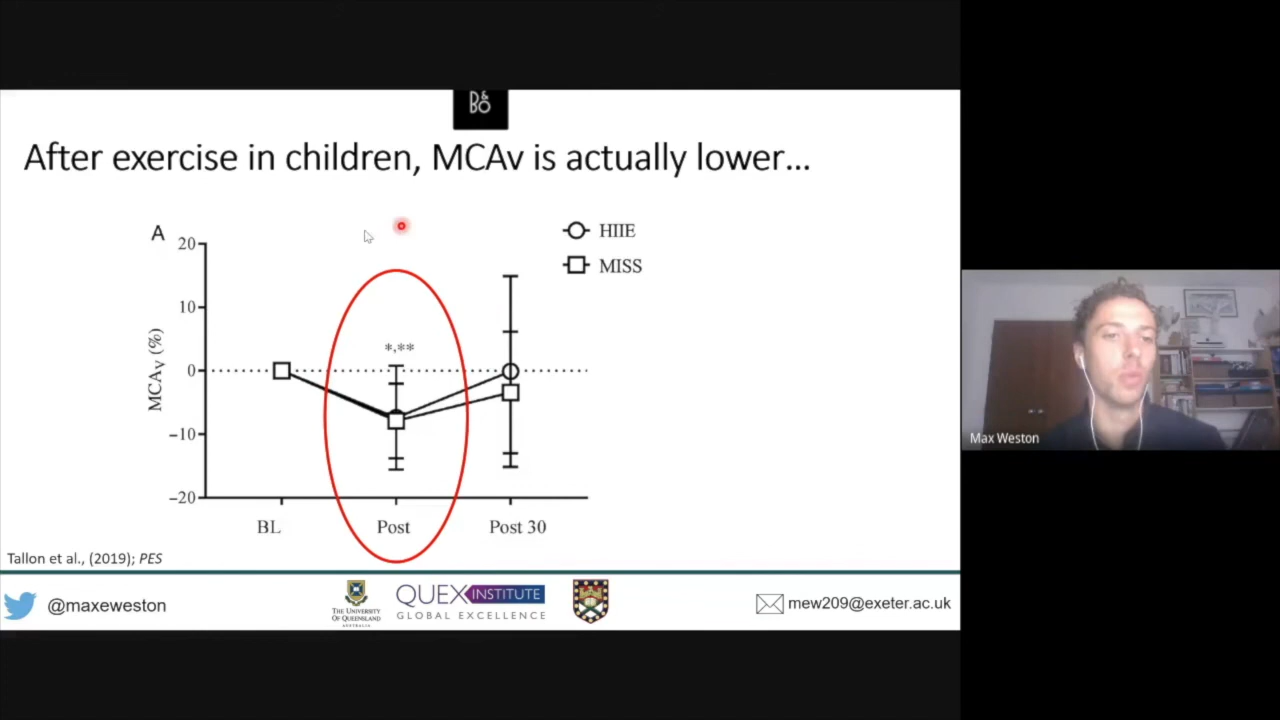 B&O
After exercise in children, MCAv is actually lower...
A
20
10
0
-10
-20
MCAV (%)
*,**
HIIE
MISS
BL
Post
Post 30
Tallon et al., (2019); PES
@maxeweston
THE UNIVERSITY
OF QUEENSLAND
AUSTRALIA
QUEX INSTITUTE
GLOBAL EXCELLENCE
mew209@exeter.ac.uk
Max Weston